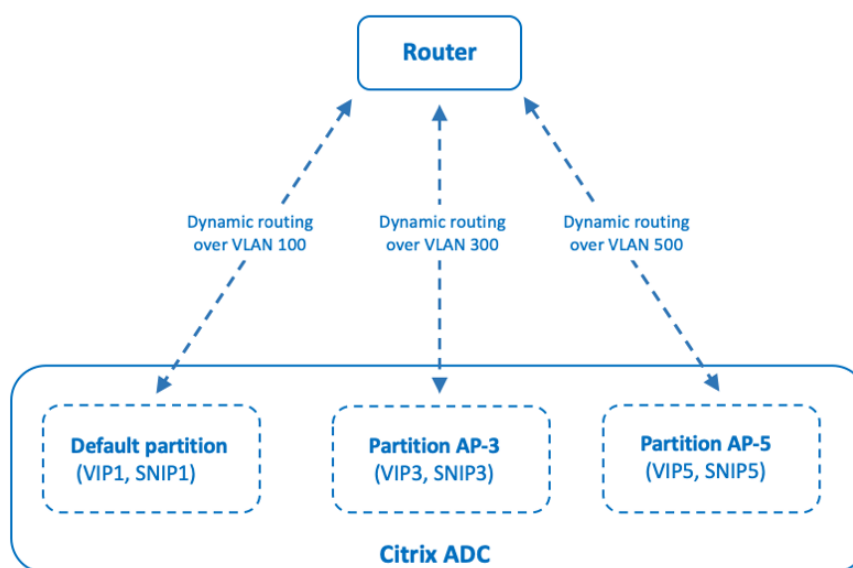 Router
Dynamic routing
over VLAN 100
Dynamic routing
over VLAN 300
Dynamic routing
over VLAN 500
Default partition
(VIP1, SNIP1)
Partition AP-3
(VIP3, SNIP3)
Partition AP-5
(VIP5, SNIP5)
Citrix ADC